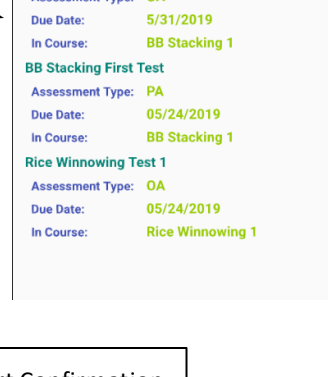 Due Date: 5/31/2019
In Course: BB Stacking 1
BB Stacking First Test
Assessment Type: PA
Due Date: 05/24/2019
In Course: BB Stacking 1
Rice Winnowing Test 1
Assessment Type: OA
Due Date: 05/24/2019
In Course: Rice Winnowing 1
Confirmation